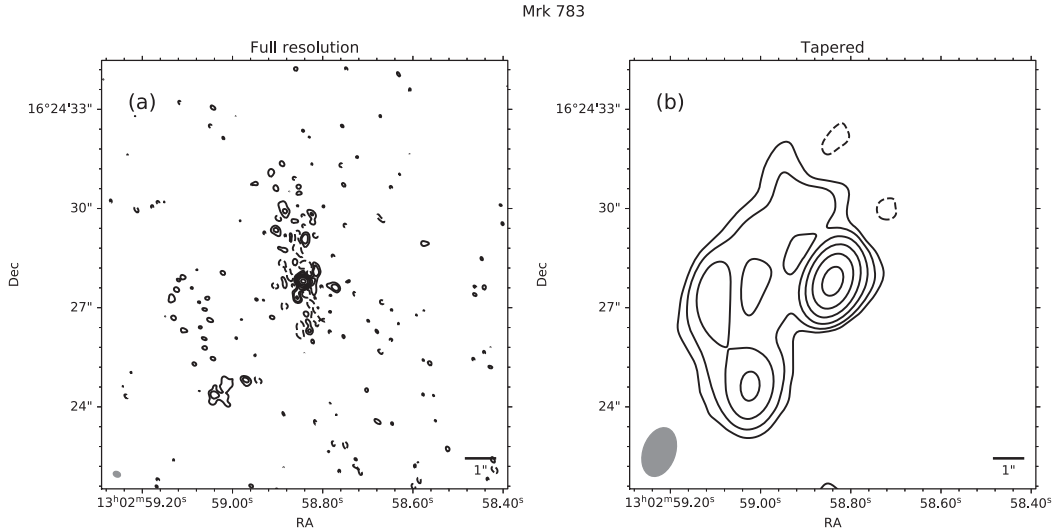 Mrk 783
Full resolution
(a)
Dec
16°24'33"
30"
27"
24"
1"
13ʰ02ᵐ59.20ˢ 59.00ˢ 58.80ˢ 58.60ˢ 58.40ˢ
RA
Tapered
(b)
Dec
16°24'33"
30"
27"
24"
1"
13ʰ02ᵐ59.20ˢ 59.00ˢ 58.80ˢ 58.60ˢ 58.40ˢ
RA